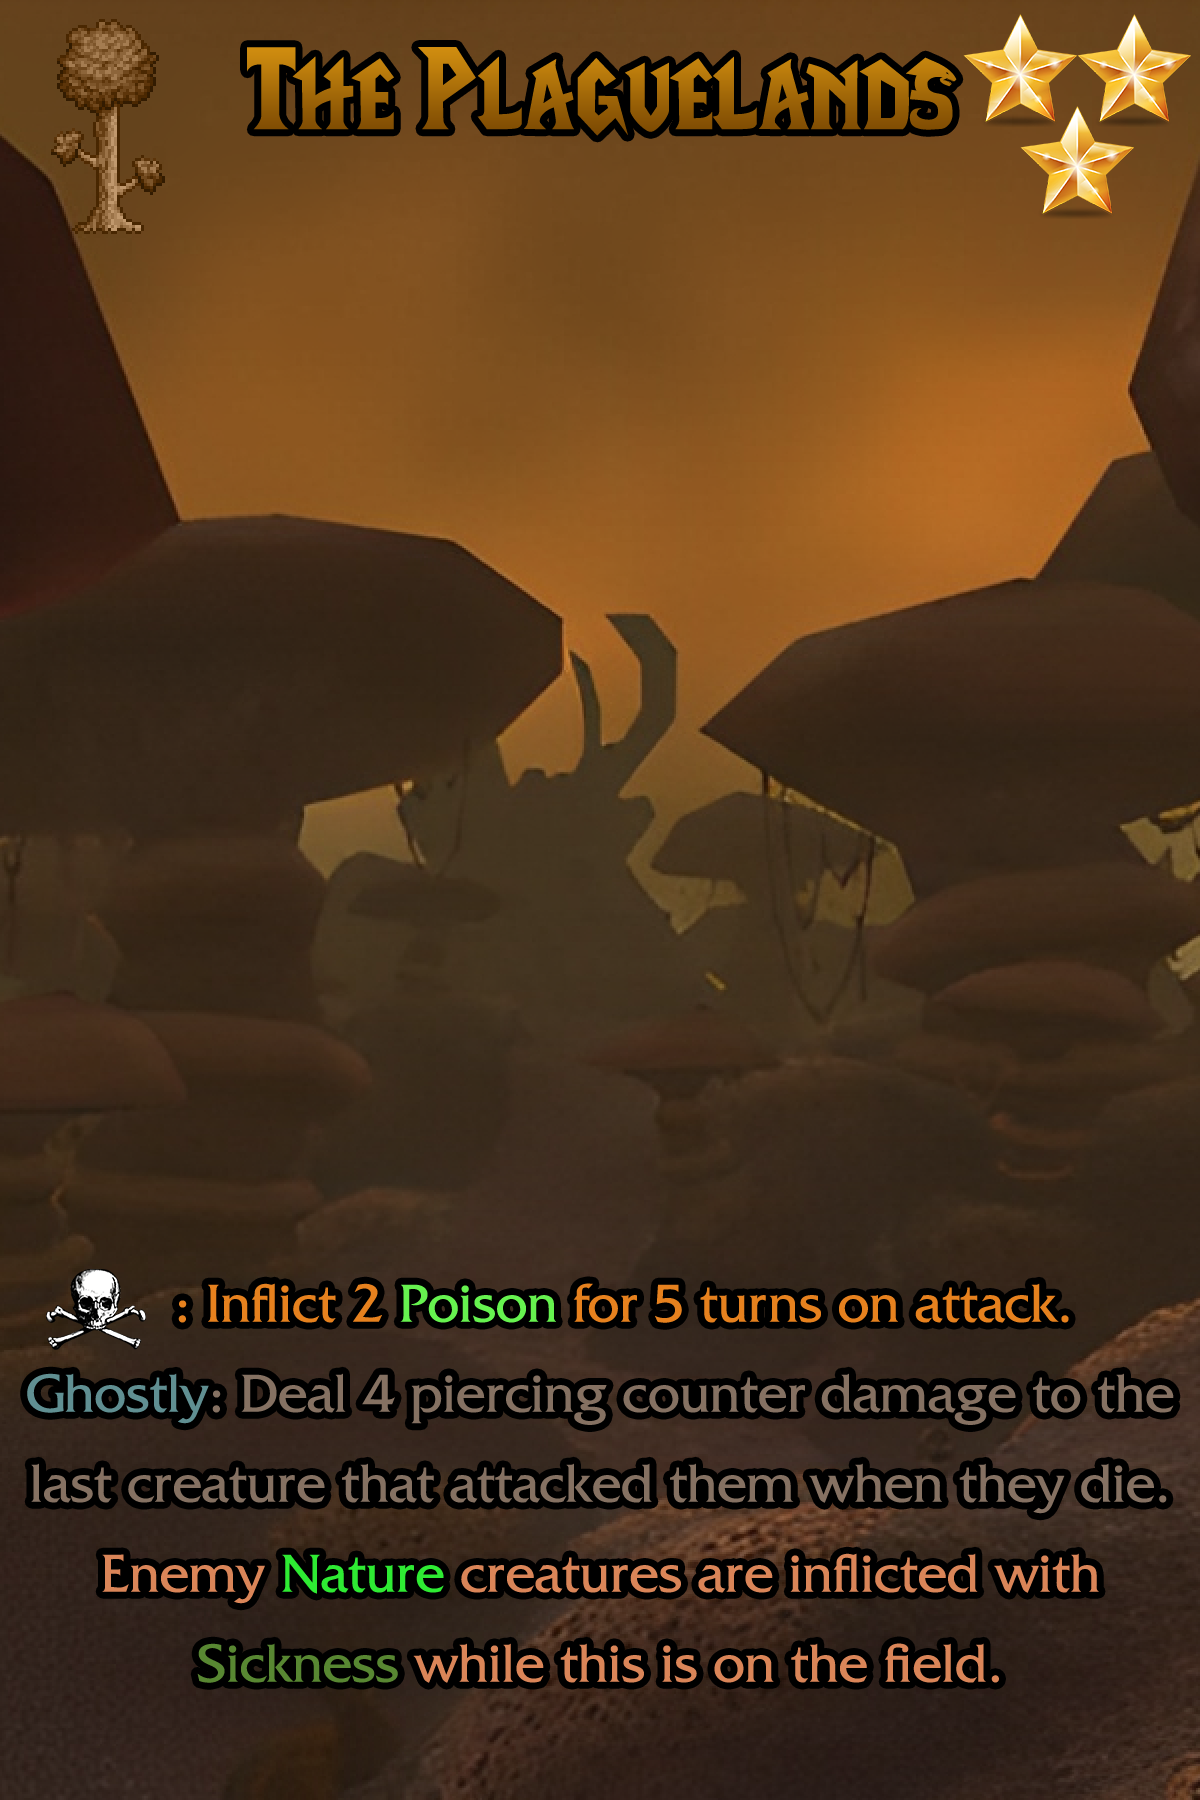 The Plaguelands
: Inflict 2 Poison for 5 turns on attack.
Ghostly: Deal 4 piercing counter damage to the
last creature that attacked them when they die.
Enemy Nature creatures are inflicted with
Sickness while this is on the field.